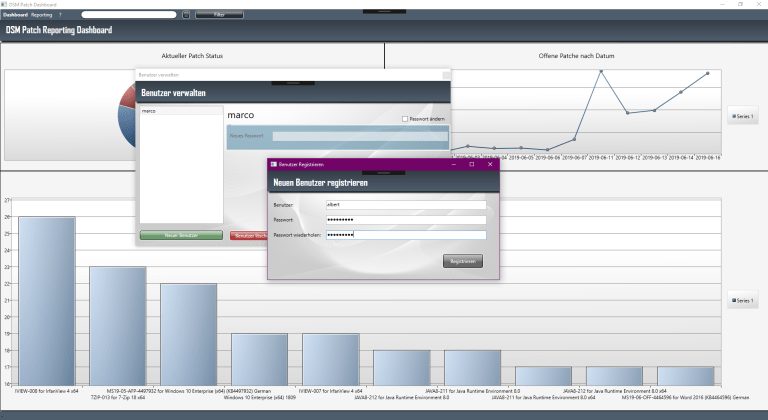 DSM Patch Dashboard
Dashboard Reporting ?
Filter
DSM Patch Reporting Dashboard
Aktueller Patch Status
Offene Patche nach Datum
Series 1
2019-06-05 2019-06-06 2019-06-07 2019-06-11 2019-06-12 2019-06-13 2019-06-14 2019-06-16
Benutzer verwalten
Benutzer verwalten
marco
marco
Passwort ändern
Neues Passwort
Neuer Benutzer
Benutzer Registrieren
Neuen Benutzer registrieren
Benutzer:
albert
Passwort:
Passwort wiederholen:
Registrieren
27
26
25
24
23
22
21
20
19
18
17
16
Series 1
IVIEW-006 for IrfanView 4 x64
MS19-05-APP-4497932 for Windows 10 Enterprise (x64) (KB4497932) German
IVIEW-007 for IrfanView 4 x64
JAVA8-211 for Java Runtime Environment 8.0
JAVA8-212 for Java Runtime Environment 8.0 x64
7ZIP-013 for 7-Zip 18 x64
Windows 10 Enterprise (x64) 1809
JAVA8-212 for Java Runtime Environment 8.0
JAVA8-211 for Java Runtime Environment 8.0 x64
MS19-06-OFF-4464596 for Word 2016 (KB4464596) German